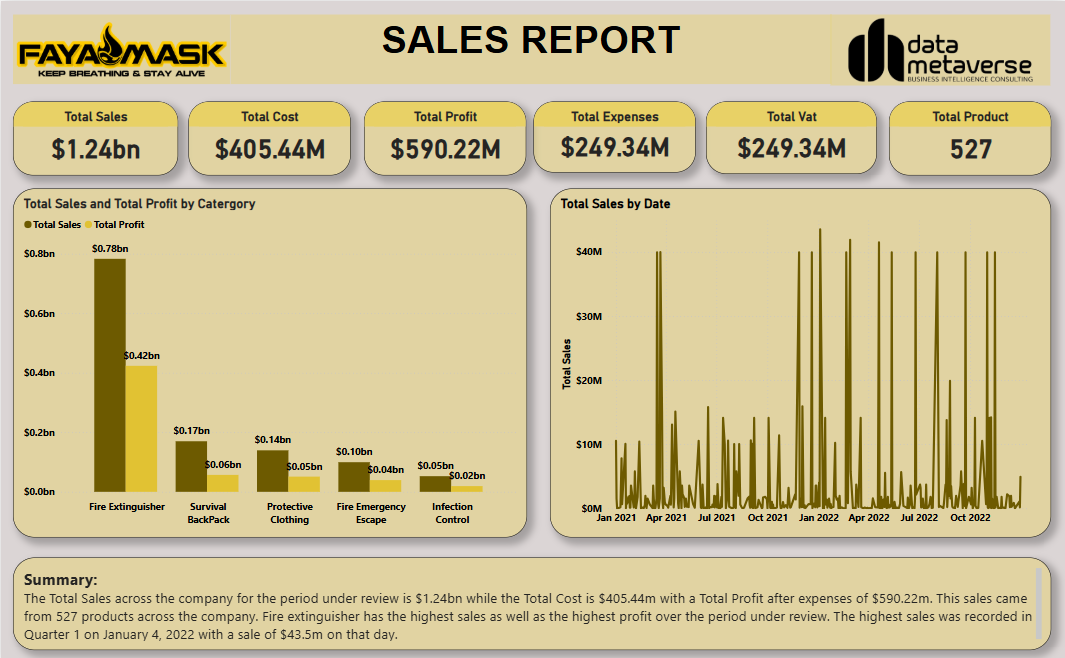 FAYA MASK
KEEP BREATHING & STAY ALIVE
SALES REPORT
data
metaverse
BUSINESS INTELLIGENCE CONSULTING
Total Sales
$1.24bn
Total Cost
$405.44M
Total Profit
$590.22M
Total Expenses
$249.34M
Total Vat
$249.34M
Total Product
527
Total Sales and Total Profit by Catergory
Total Sales Total Profit
$0.8bn
$0.6bn
$0.4bn
$0.2bn
$0.0bn
$0.78bn
$0.42bn
$0.17bn
$0.06bn
$0.14bn
$0.05bn
$0.10bn
$0.04bn
$0.05bn
$0.02bn
Fire Extinguisher
Survival
BackPack
Protective
Clothing
Fire Emergency
Escape
Infection
Control
Total Sales by Date
Total Sales
$40M
$30M
$20M
$10M
$0M
Jan 2021 Apr 2021 Jul 2021 Oct 2021 Jan 2022 Apr 2022 Jul 2022 Oct 2022
Summary:
The Total Sales across the company for the period under review is $1.24bn while the Total Cost is $405.44m with a Total Profit after expenses of $590.22m. This sales came
from 527 products across the company. Fire extinguisher has the highest sales as well as the highest profit over the period under review. The highest sales was recorded in
Quarter 1 on January 4, 2022 with a sale of $43.5m on that day.